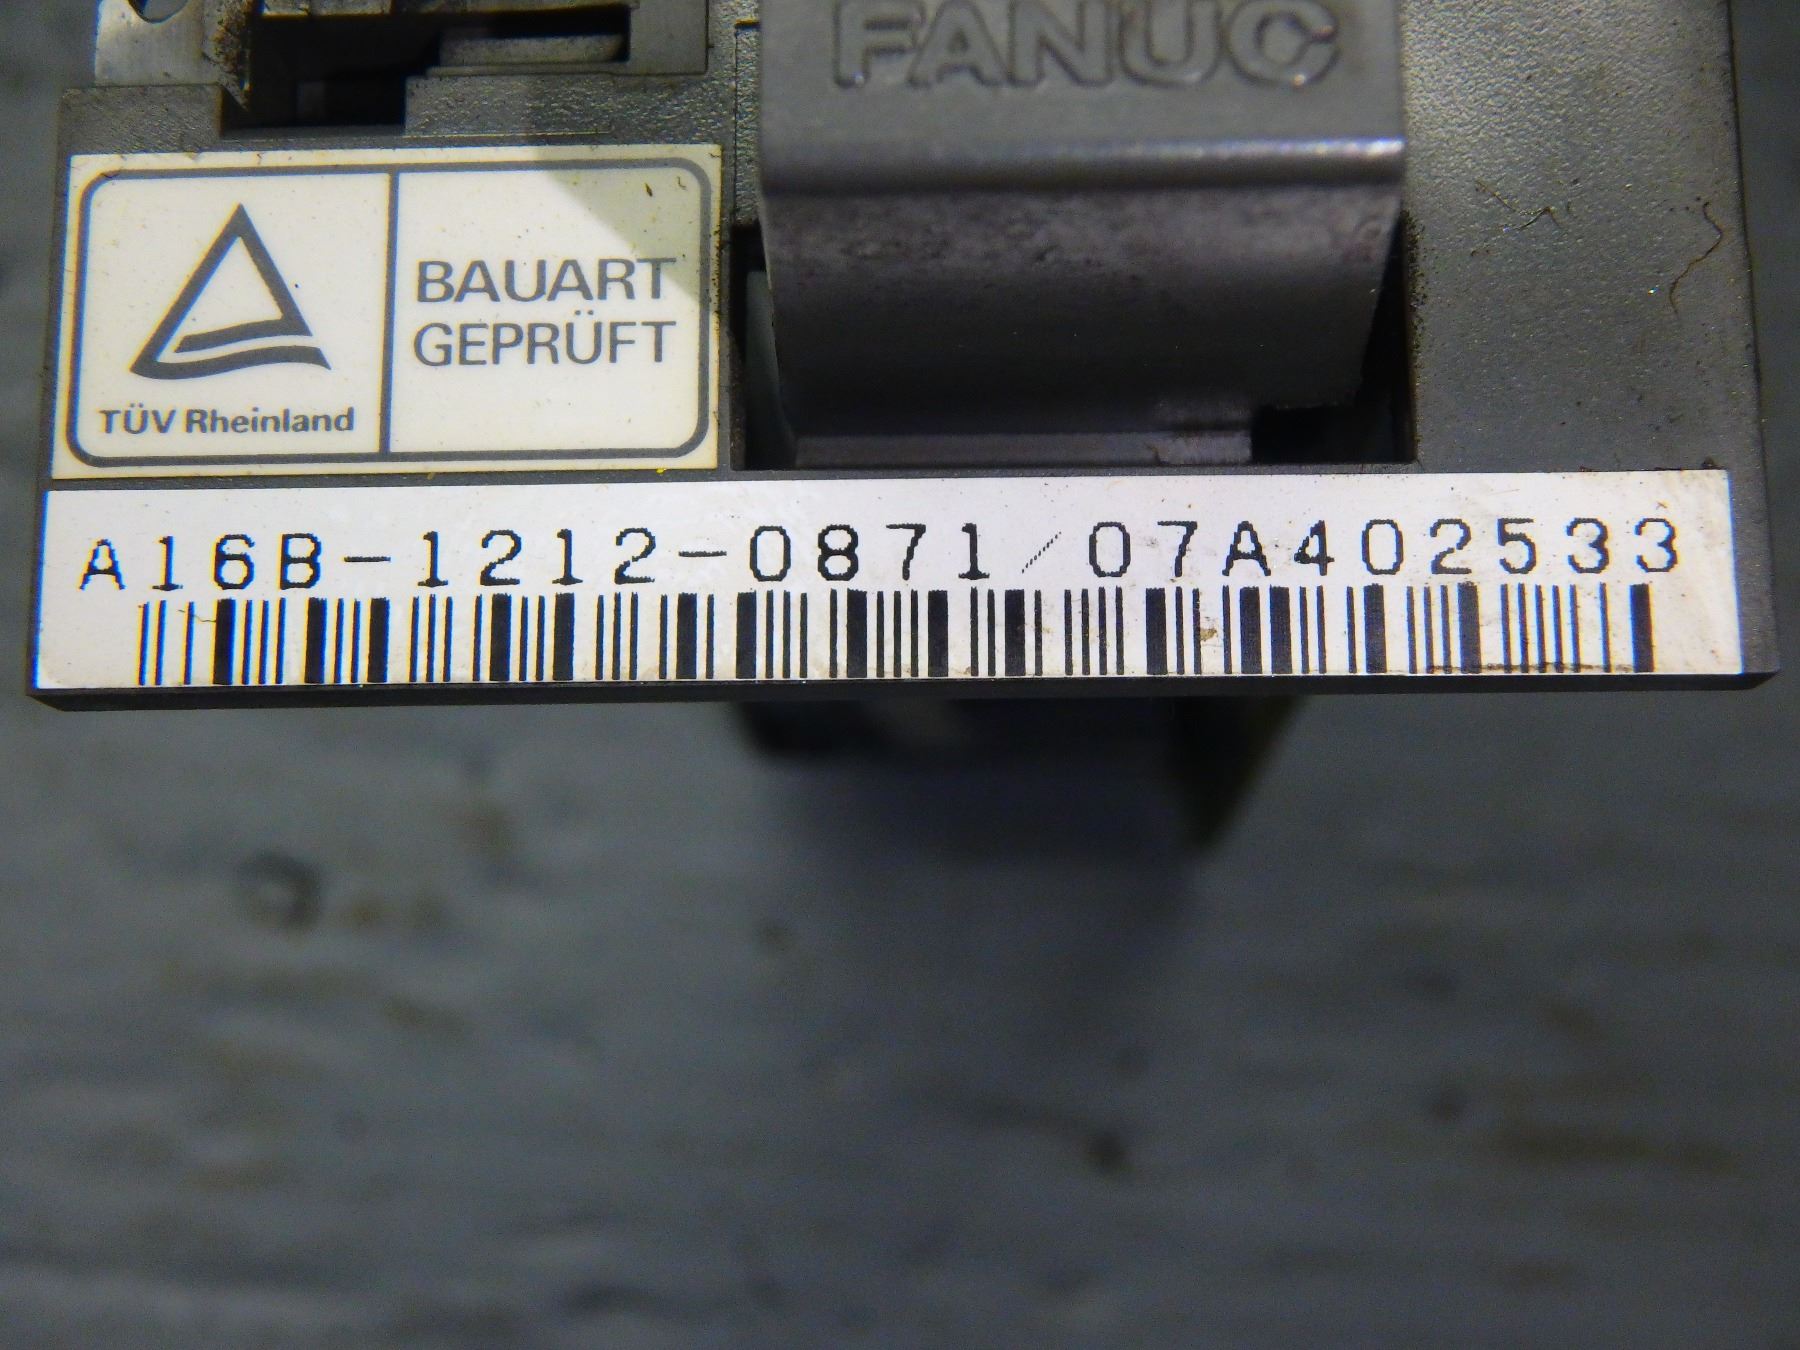 FANUC
BAUART
GEPRÜFT
TÜV Rheinland
A16B-1212-0871/07A402533